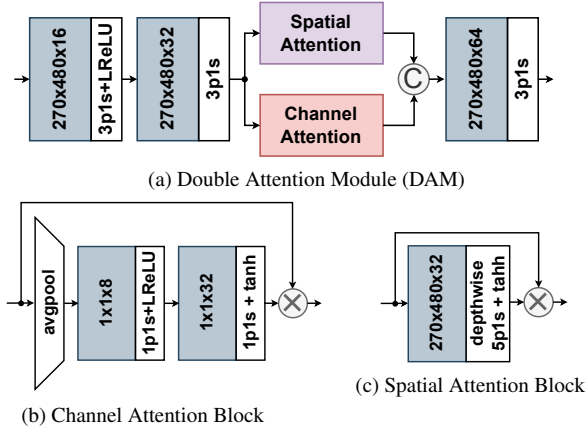 270x480x16
3p1s+LReLU
270x480x32
3p1s
Spatial
Attention
Channel
Attention
C
270x480x64
3p1s
(a) Double Attention Module (DAM)
avgpool
1x1x8
1p1s+LReLU
1x1x32
1p1s + tanh
(b) Channel Attention Block
270x480x32
depthwise
5p1s + tahh
(c) Spatial Attention Block